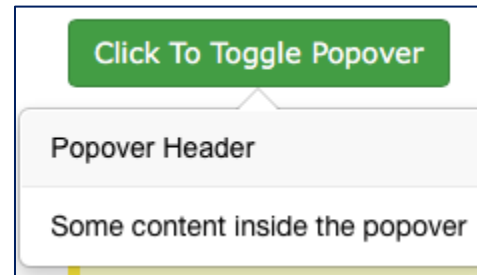 Click To Toggle Popover
Popover Header
Some content inside the popover